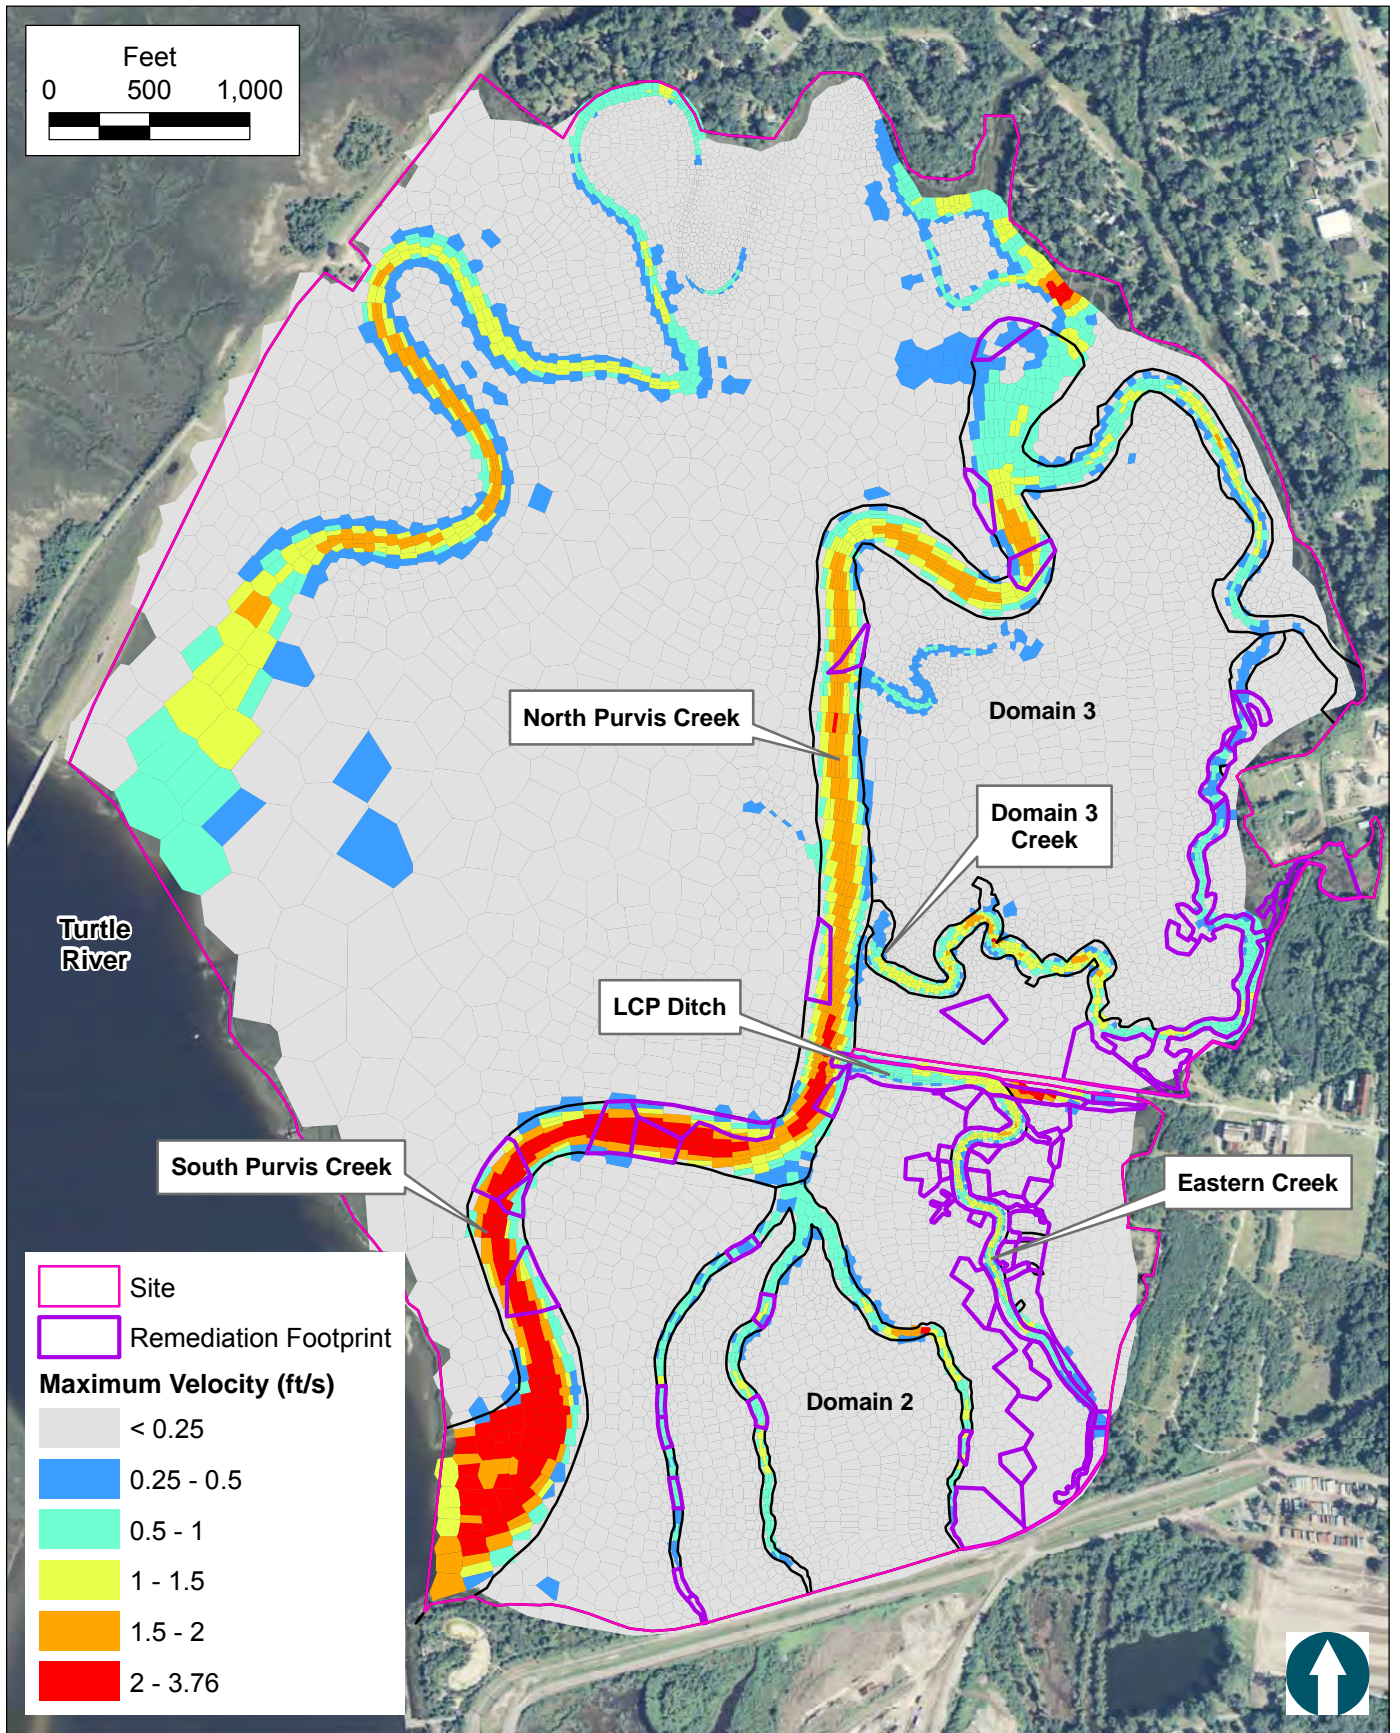 Feet
0 500 1,000
North Purvis Creek
Domain 3
Domain 3
Creek
Turtle
River
LCP Ditch
South Purvis Creek
Eastern Creek
Domain 2
Site
Remediation Footprint
Maximum Velocity (ft/s)
< 0.25
0.25 - 0.5
0.5 - 1
1 - 1.5
1.5 - 2
2 - 3.76